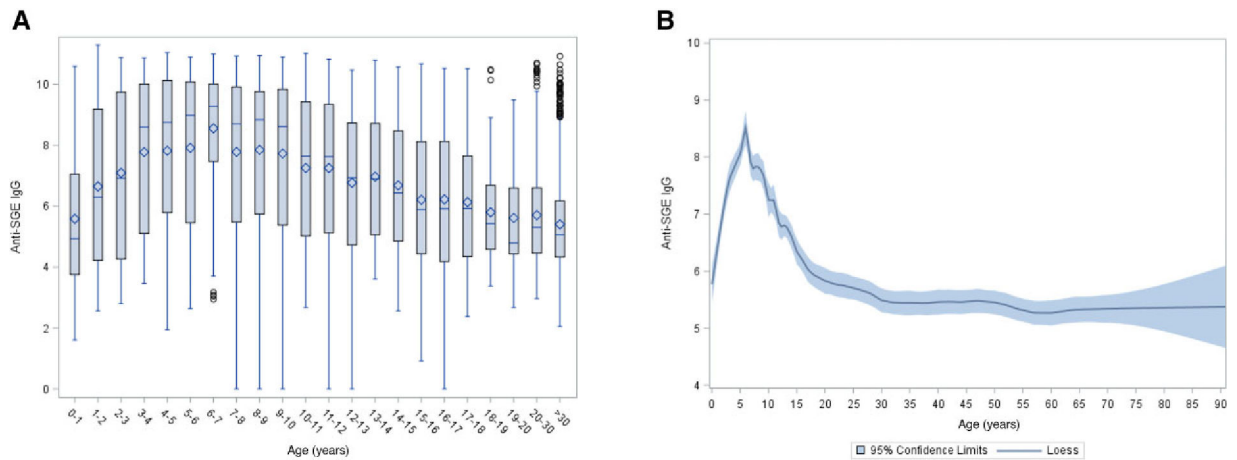 A
Anti-SGE IgG
10
8
6
4
2
0
0-1 1-2 2-3 3-4 4-5 5-6 6-7 7-8 8-9 9-10 10-11 11-12 12-13 13-14 14-15 15-16 16-17 17-18 18-19 19-20 20-30 >30
Age (years)
B
Anti-SGE IgG
10
9
8
7
6
5
4
0 5 10 15 20 25 30 35 40 45 50 55 60 65 70 75 80 85 90
Age (years)
95% Confidence Limits Loess